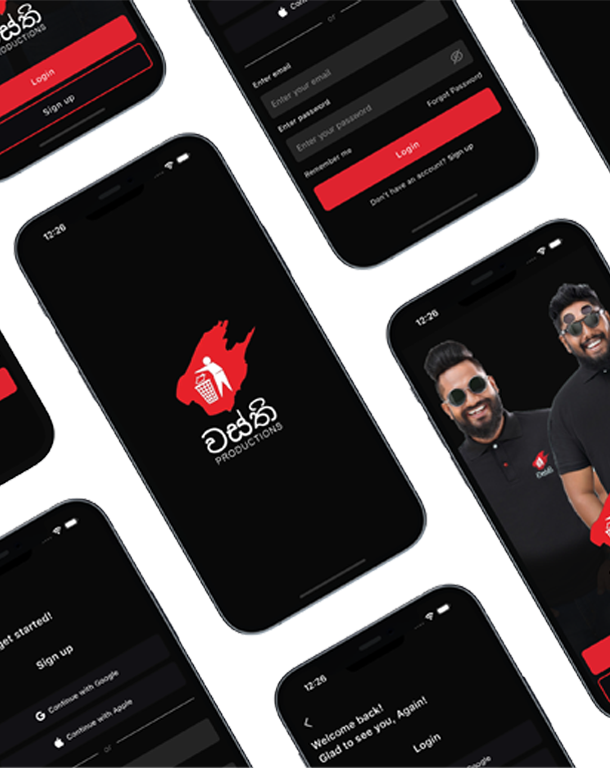 වස්ති
PRODUCTIONS
Login
Sign up
or
Enter email
Enter your email
Enter password
Enter your password
Remember me
Forgot Password
Login
Don't have an account? Sign up
12:26
වස්ති
PRODUCTIONS
12:26
get started!
Sign up
Continue with Google
Continue with Apple
or
12:26
Welcome back!
Glad to see you, Again!
Login
Google